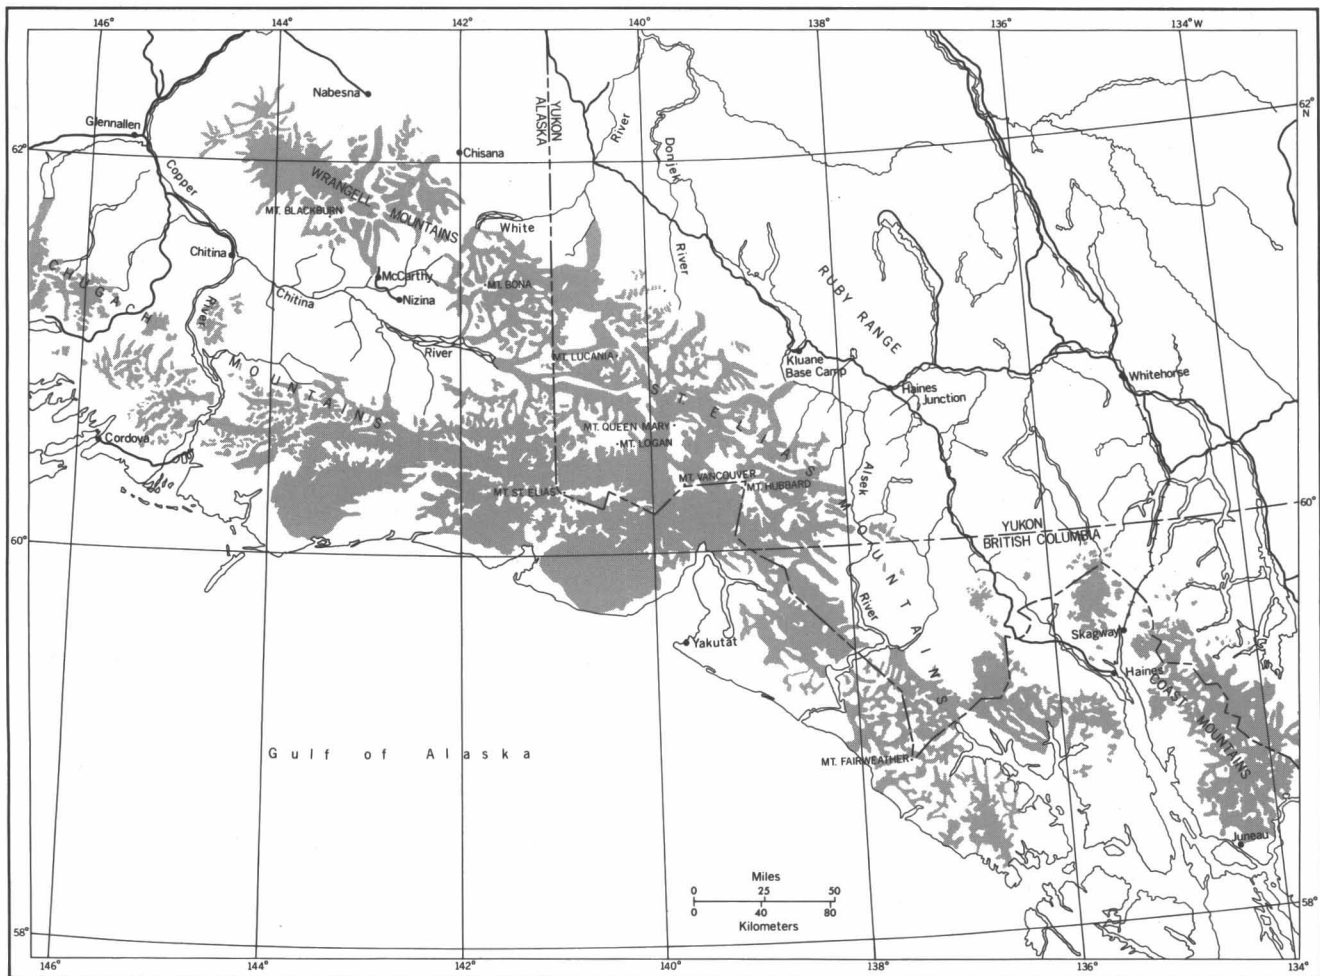 146° 144° 142° 140° 138° 136° 134° W
62° N
Nabesna
Glennallen
YUKON
ALASKA
River
Donjek
62°
Chisana
Copper
WRANGELL MOUNTAINS
MT. BLACKBURN
White
River
Chitina
McCarthy
MT. BONA
RUBY RANGE
CHUGACH
Nizina
Chitina
River
River
MT. LUCANIA
Kluane
Base Camp
Whitehorse
Haines
Junction
MOUNTAINS
ST. ELIAS
MT. QUEEN MARY
MT. LOGAN
Cordova
Alsek
MT. VANCOUVER
MT. ST. ELIAS
MT. HUBBARD
60°
MOUNTAINS
YUKON
BRITISH COLUMBIA
60°
River
Skagway
Yakutat
Haines
COAST MOUNTAINS
Gulf of Alaska
MT. FAIRWEATHER
Juneau
Miles
0 25 50
0 40 80
Kilometers
58°
58°
146° 144° 142° 140° 138° 136° 134°